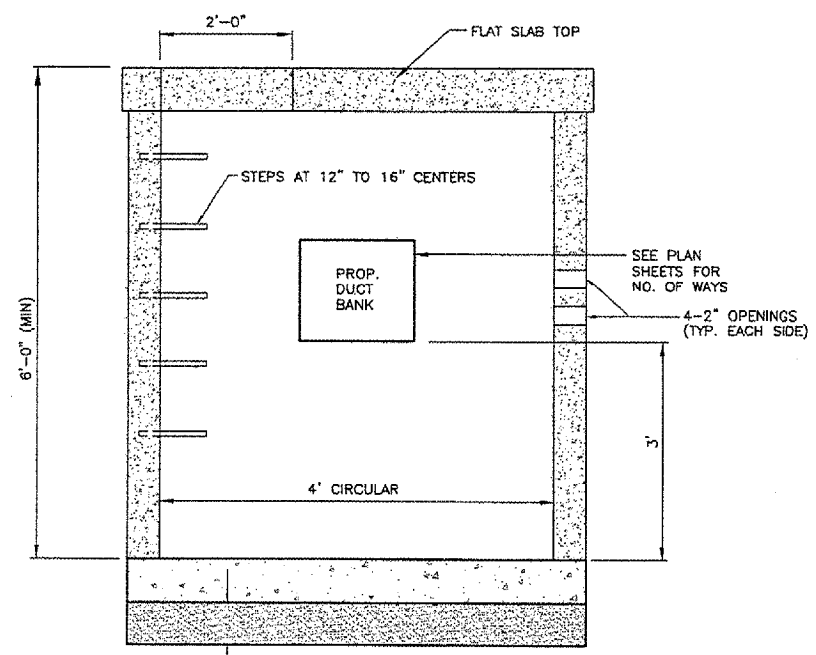 2'-0"
FLAT SLAB TOP
STEPS AT 12" TO 16" CENTERS
PROP.
DUCT
BANK
SEE PLAN
SHEETS FOR
NO. OF WAYS
4-2" OPENINGS
(TYP. EACH SIDE)
6'-0" (MIN)
3'
4' CIRCULAR